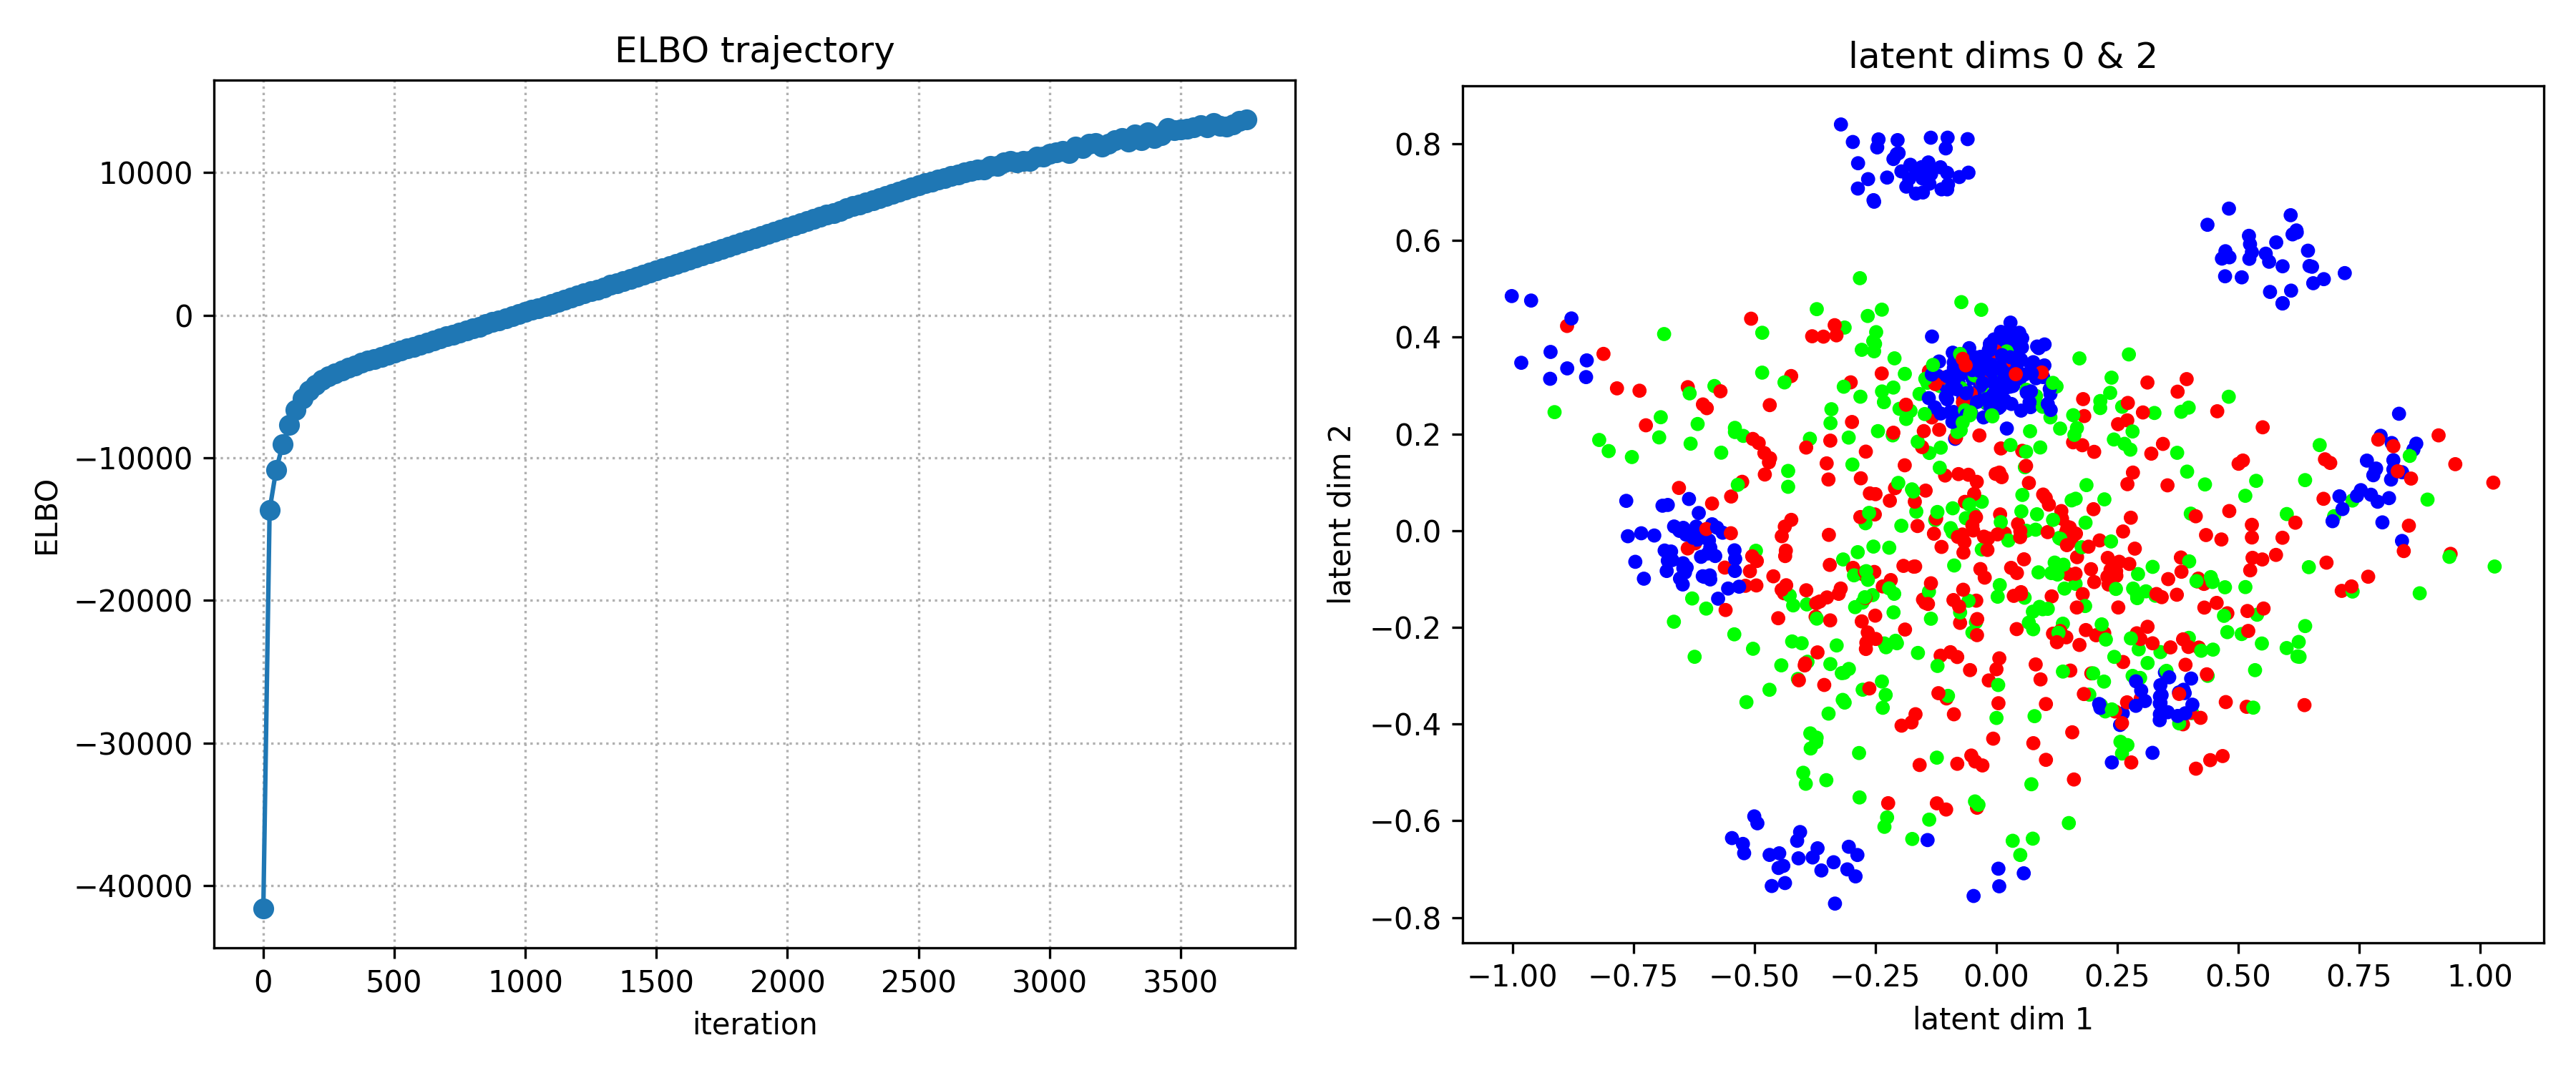 ELBO trajectory
ELBO
10000
0
−10000
−20000
−30000
−40000
0 500 1000 1500 2000 2500 3000 3500
iteration
latent dims 0 & 2
latent dim 2
0.8
0.6
0.4
0.2
0.0
−0.2
−0.4
−0.6
−0.8
−1.00 −0.75 −0.50 −0.25 0.00 0.25 0.50 0.75 1.00
latent dim 1